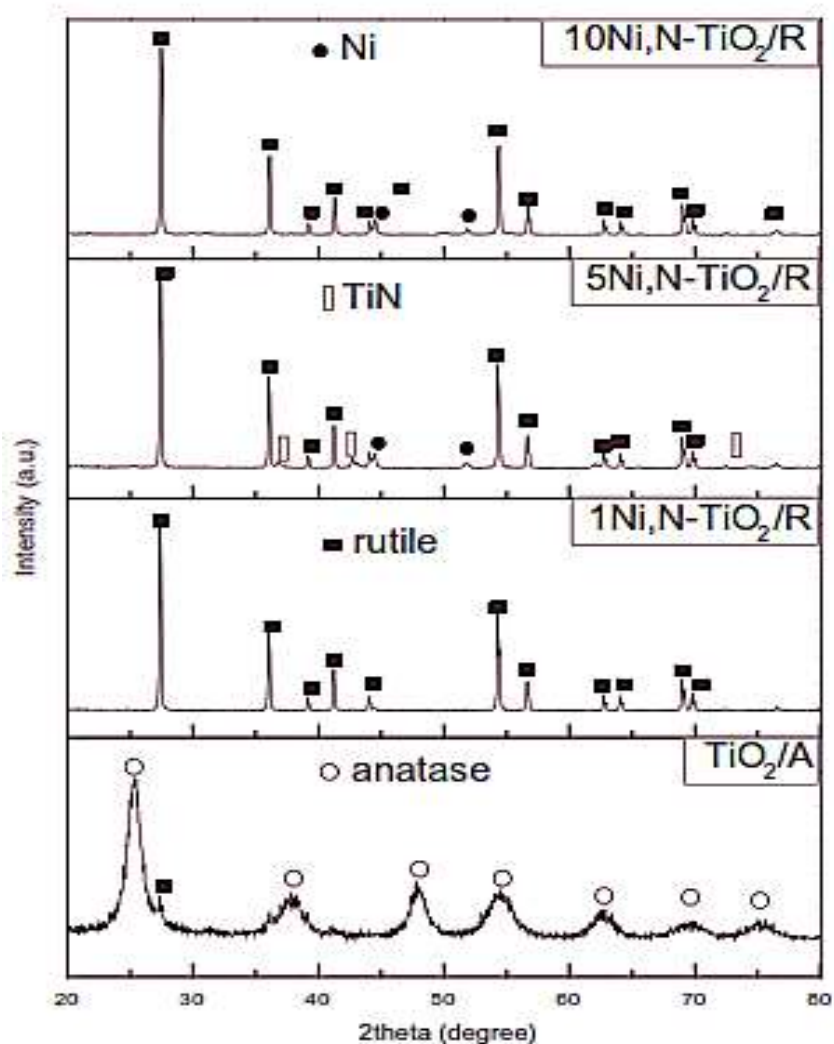 ● Ni
10Ni,N-TiO₂/R
▯ TiN
5Ni,N-TiO₂/R
■ rutile
1Ni,N-TiO₂/R
○ anatase
TiO₂/A
Intensity (a.u.)
20 30 40 50 60 70 80
2theta (degree)